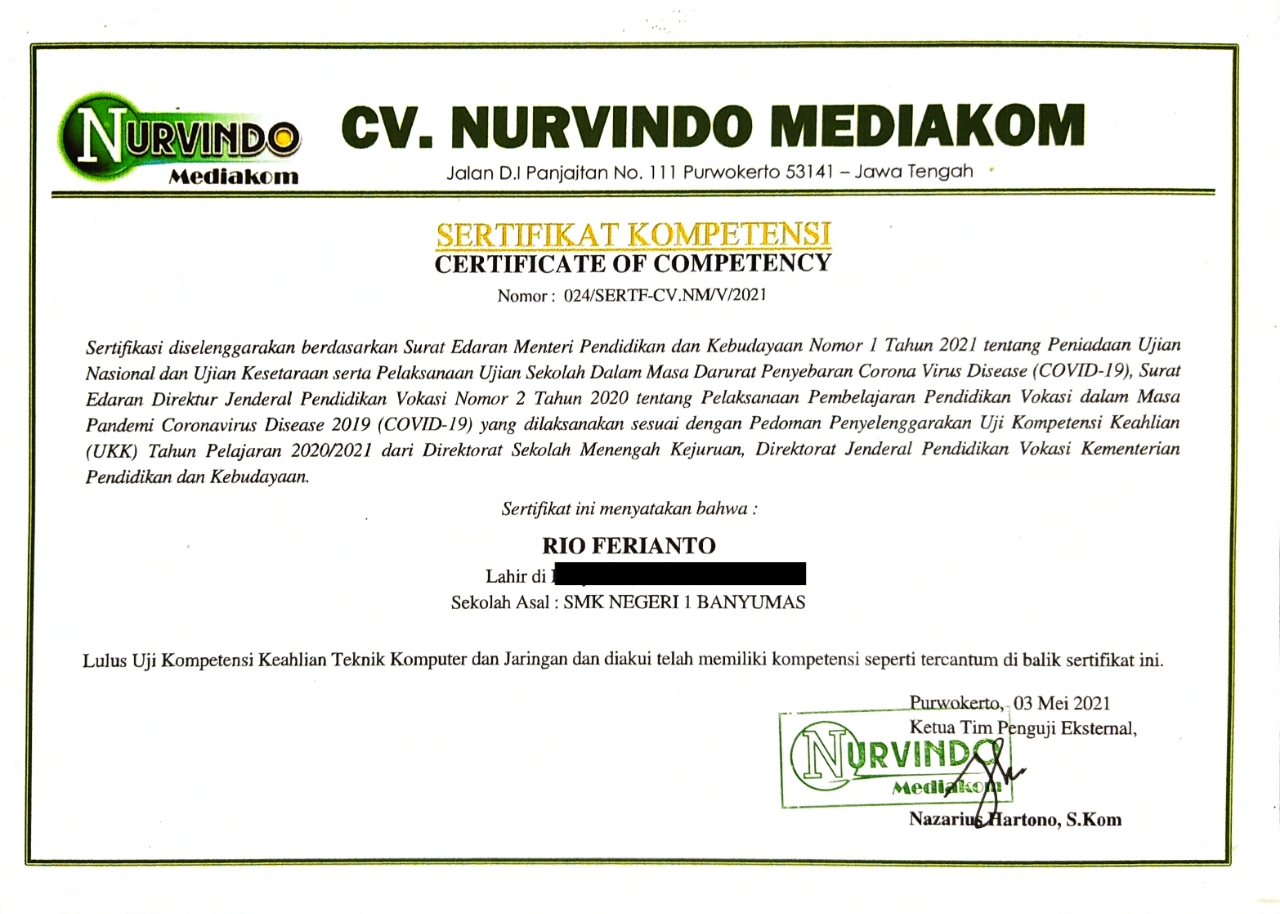 NURVINDO
Mediakom
CV. NURVINDO MEDIAKOM
Jalan D.I Panjaitan No. 111 Purwokerto 53141 – Jawa Tengah
SERTIFIKAT KOMPETENSI
CERTIFICATE OF COMPETENCY
Nomor : 024/SERTF-CV.NM/V/2021
Sertifikasi diselenggarakan berdasarkan Surat Edaran Menteri Pendidikan dan Kebudayaan Nomor 1 Tahun 2021 tentang Peniadaan Ujian
Nasional dan Ujian Kesetaraan serta Pelaksanaan Ujian Sekolah Dalam Masa Darurat Penyebaran Corona Virus Disease (COVID-19), Surat
Edaran Direktur Jenderal Pendidikan Vokasi Nomor 2 Tahun 2020 tentang Pelaksanaan Pembelajaran Pendidikan Vokasi dalam Masa
Pandemi Coronavirus Disease 2019 (COVID-19) yang dilaksanakan sesuai dengan Pedoman Penyelenggarakan Uji Kompetensi Keahlian
(UKK) Tahun Pelajaran 2020/2021 dari Direktorat Sekolah Menengah Kejuruan, Direktorat Jenderal Pendidikan Vokasi Kementerian
Pendidikan dan Kebudayaan.
Sertifikat ini menyatakan bahwa :
RIO FERIANTO
Lahir di
Sekolah Asal : SMK NEGERI 1 BANYUMAS
Lulus Uji Kompetensi Keahlian Teknik Komputer dan Jaringan dan diakui telah memiliki kompetensi seperti tercantum di balik sertifikat ini.
Purwokerto, 03 Mei 2021
Ketua Tim Penguji Eksternal,
NURVINDO
Mediakom
Nazarius Hartono, S.Kom